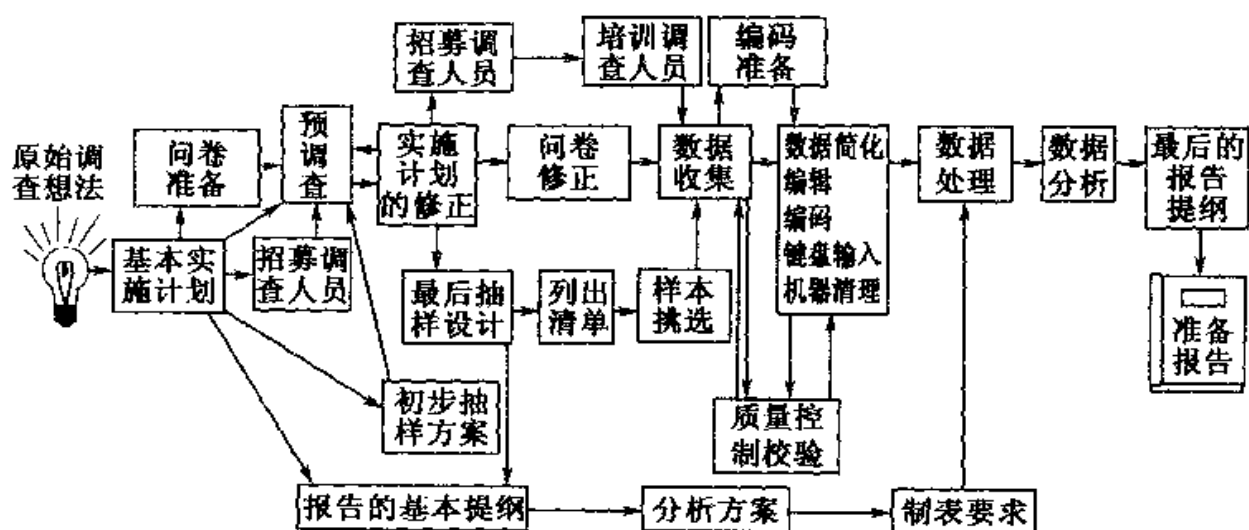 招募调
查人员
培训调
查人员
编码
准备
原始调
查想法
问卷
准备
预
调
查
实施
计划
的修正
问卷
修正
数据
收集
数据简化
编辑
编码
键盘输入
机器清理
数据
处理
数据
分析
最后的
报告
提纲
基本实
施计划
招募调
查人员
最后抽
样设计
列出
清单
样本
挑选
准备
报告
初步抽
样方案
质量控
制校验
报告的基本提纲
分析方案
制表要求